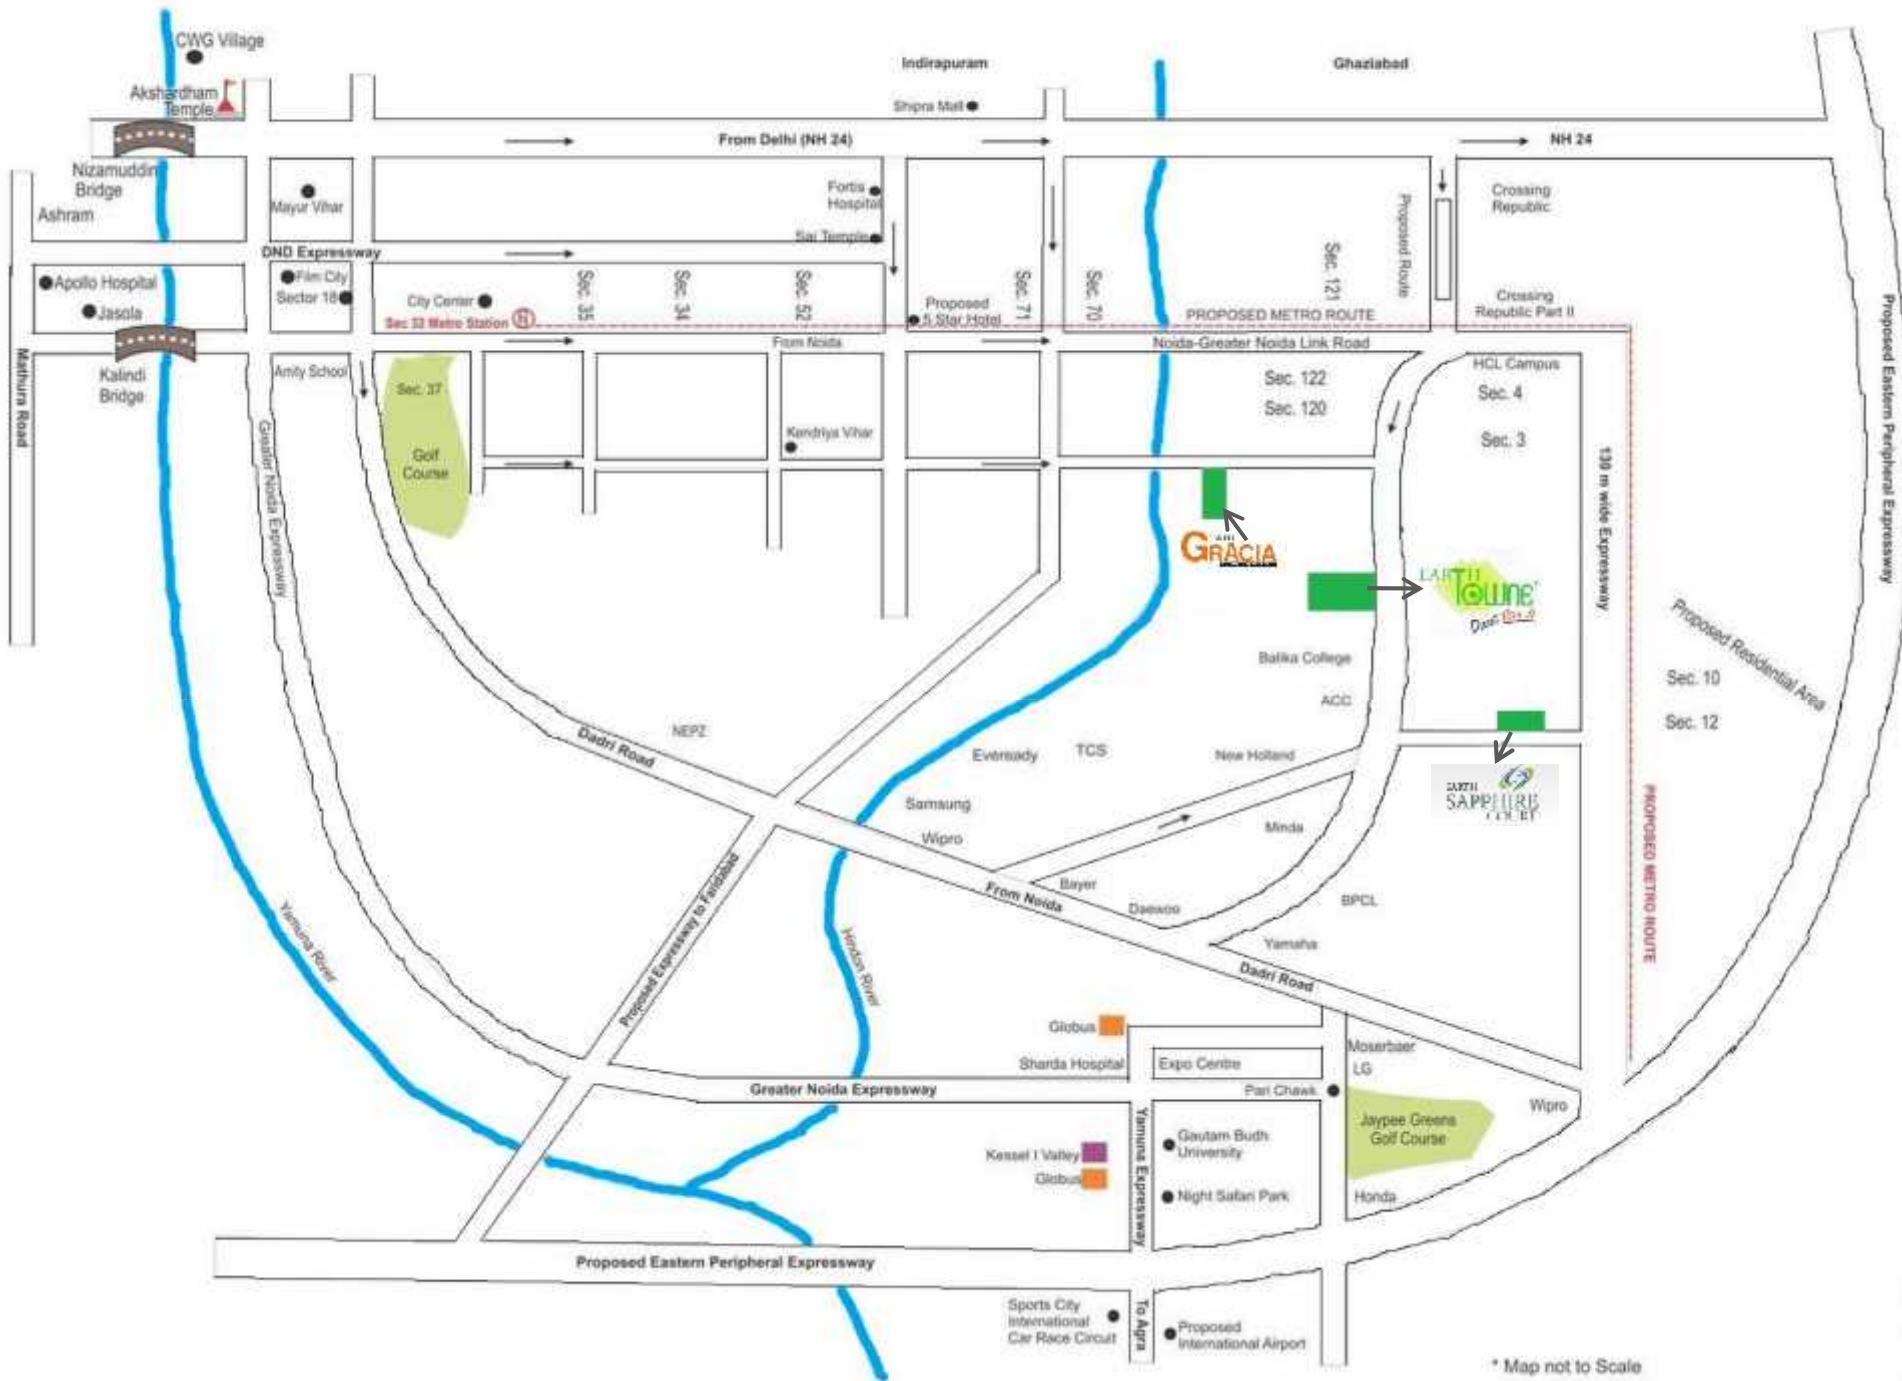 CWG Village
Akshardham
Temple
Indirapuram
Ghaziabad
Shipra Mall
From Delhi (NH 24)
NH 24
Nizamuddin
Bridge
Ashram
Mayur Vihar
Fortis
Hospital
Sai Temple
Proposed Route
Crossing
Republic
DND Expressway
Apollo Hospital
Jasola
Film City
Sector 18
City Center
Sec 32 Metro Station
Sec. 35
Sec. 34
Sec. 52
Proposed
5 Star Hotel
Sec. 71
Sec. 70
Sec. 121
PROPOSED METRO ROUTE
Crossing
Republic Part II
Proposed Eastern Peripheral Expressway
Mathura Road
Kalindi
Bridge
Amity School
From Noida
Noida-Greater Noida Link Road
Sec. 37
Golf
Course
Greater Noida Expressway
Kendriya Vihar
Sec. 122
Sec. 120
HCL Campus
Sec. 4
Sec. 3
130 m wide Expressway
GRACIA
EARTH
TOWNE
EARTH
SAPPHIRE
COURT
Balika College
ACC
Proposed Residential Area
Sec. 10
Sec. 12
NEPZ
Dadri Road
Eveready
TCS
New Holland
Samsung
Wipro
Minda
From Noida
Bayer
Daewoo
BPCL
Yamaha
Dadri Road
PROPOSED METRO ROUTE
Yamuna River
Proposed Expressway to Faridabad
Hindon River
Globus
Sharda Hospital
Expo Centre
Moserbaer
LG
Greater Noida Expressway
Pari Chawk
Wipro
Jaypee Greens
Golf Course
Kessel I Valley
Globus
Yamuna Expressway
Gautam Budh
University
Night Safari Park
Honda
Proposed Eastern Peripheral Expressway
Sports City
International
Car Race Circuit
To Agra
Proposed
International Airport
* Map not to Scale